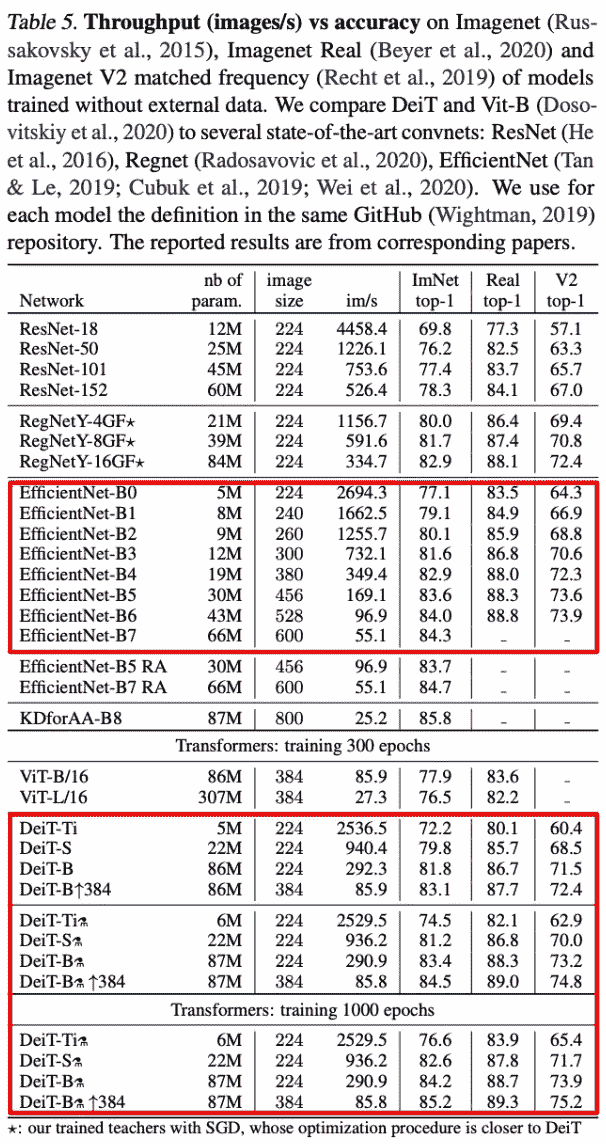 Table 5. Throughput (images/s) vs accuracy on Imagenet (Rus-
sakovsky et al., 2015), Imagenet Real (Beyer et al., 2020) and
Imagenet V2 matched frequency (Recht et al., 2019) of models
trained without external data. We compare DeiT and Vit-B (Doso-
vitskiy et al., 2020) to several state-of-the-art convnets: ResNet (He
et al., 2016), Regnet (Radosavovic et al., 2020), EfficientNet (Tan
& Le, 2019; Cubuk et al., 2019; Wei et al., 2020). We use for
each model the definition in the same GitHub (Wightman, 2019)
repository. The reported results are from corresponding papers.
nb of image ImNet Real V2
Network param. size im/s top-1 top-1 top-1
ResNet-18 12M 224 4458.4 69.8 77.3 57.1
ResNet-50 25M 224 1226.1 76.2 82.5 63.3
ResNet-101 45M 224 753.6 77.4 83.7 65.7
ResNet-152 60M 224 526.4 78.3 84.1 67.0
RegNetY-4GF⋆ 21M 224 1156.7 80.0 86.4 69.4
RegNetY-8GF⋆ 39M 224 591.6 81.7 87.4 70.8
RegNetY-16GF⋆ 84M 224 334.7 82.9 88.1 72.4
EfficientNet-B0 5M 224 2694.3 77.1 83.5 64.3
EfficientNet-B1 8M 240 1662.5 79.1 84.9 66.9
EfficientNet-B2 9M 260 1255.7 80.1 85.9 68.8
EfficientNet-B3 12M 300 732.1 81.6 86.8 70.6
EfficientNet-B4 19M 380 349.4 82.9 88.0 72.3
EfficientNet-B5 30M 456 169.1 83.6 88.3 73.6
EfficientNet-B6 43M 528 96.9 84.0 88.8 73.9
EfficientNet-B7 66M 600 55.1 84.3 - -
EfficientNet-B5 RA 30M 456 96.9 83.7 - -
EfficientNet-B7 RA 66M 600 55.1 84.7 - -
KDforAA-B8 87M 800 25.2 85.8 - -
Transformers: training 300 epochs
ViT-B/16 86M 384 85.9 77.9 83.6 -
ViT-L/16 307M 384 27.3 76.5 82.2 -
DeiT-Ti 5M 224 2536.5 72.2 80.1 60.4
DeiT-S 22M 224 940.4 79.8 85.7 68.5
DeiT-B 86M 224 292.3 81.8 86.7 71.5
DeiT-B↑384 86M 384 85.9 83.1 87.7 72.4
DeiT-Ti⚗ 6M 224 2529.5 74.5 82.1 62.9
DeiT-S⚗ 22M 224 936.2 81.2 86.8 70.0
DeiT-B⚗ 87M 224 290.9 83.4 88.3 73.2
DeiT-B⚗ ↑384 87M 384 85.8 84.5 89.0 74.8
Transformers: training 1000 epochs
DeiT-Ti⚗ 6M 224 2529.5 76.6 83.9 65.4
DeiT-S⚗ 22M 224 936.2 82.6 87.8 71.7
DeiT-B⚗ 87M 224 290.9 84.2 88.7 73.9
DeiT-B⚗ ↑384 87M 384 85.8 85.2 89.3 75.2
⋆: our trained teachers with SGD, whose optimization procedure is closer to DeiT